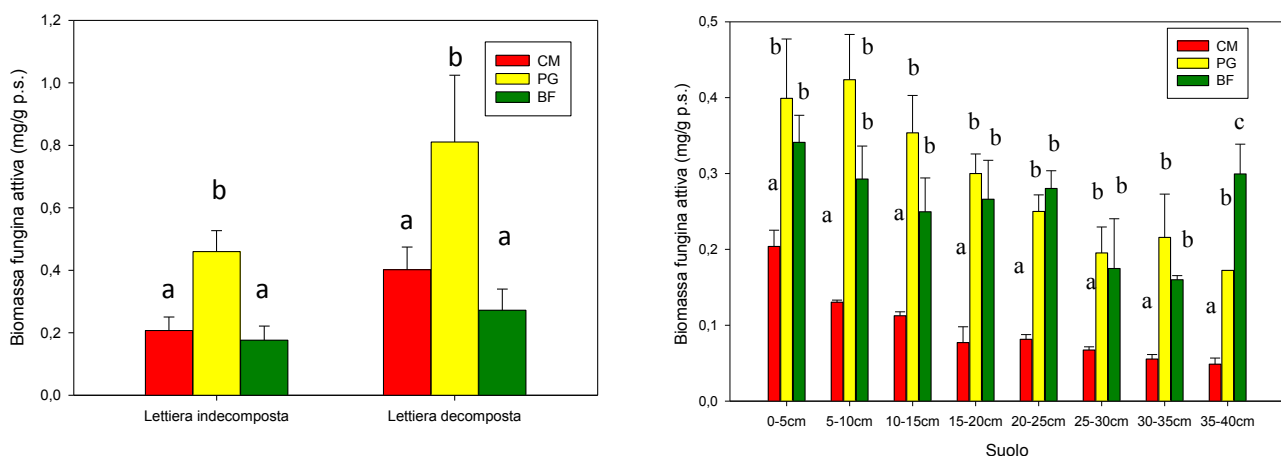 Biomassa fungina attiva (mg/g p.s.)
1,2
1,0
0,8
0,6
0,4
0,2
0,0
CM
PG
BF
a
b
a
a
b
a
Lettiera indecomposta
Lettiera decomposta
Biomassa fungina attiva (mg/g p.s.)
0,5
0,4
0,3
0,2
0,1
0,0
CM
PG
BF
a b b
a b b
a b b
a b b
a b b
a b b
a b b
a b c
0-5cm 5-10cm 10-15cm 15-20cm 20-25cm 25-30cm 30-35cm 35-40cm
Suolo